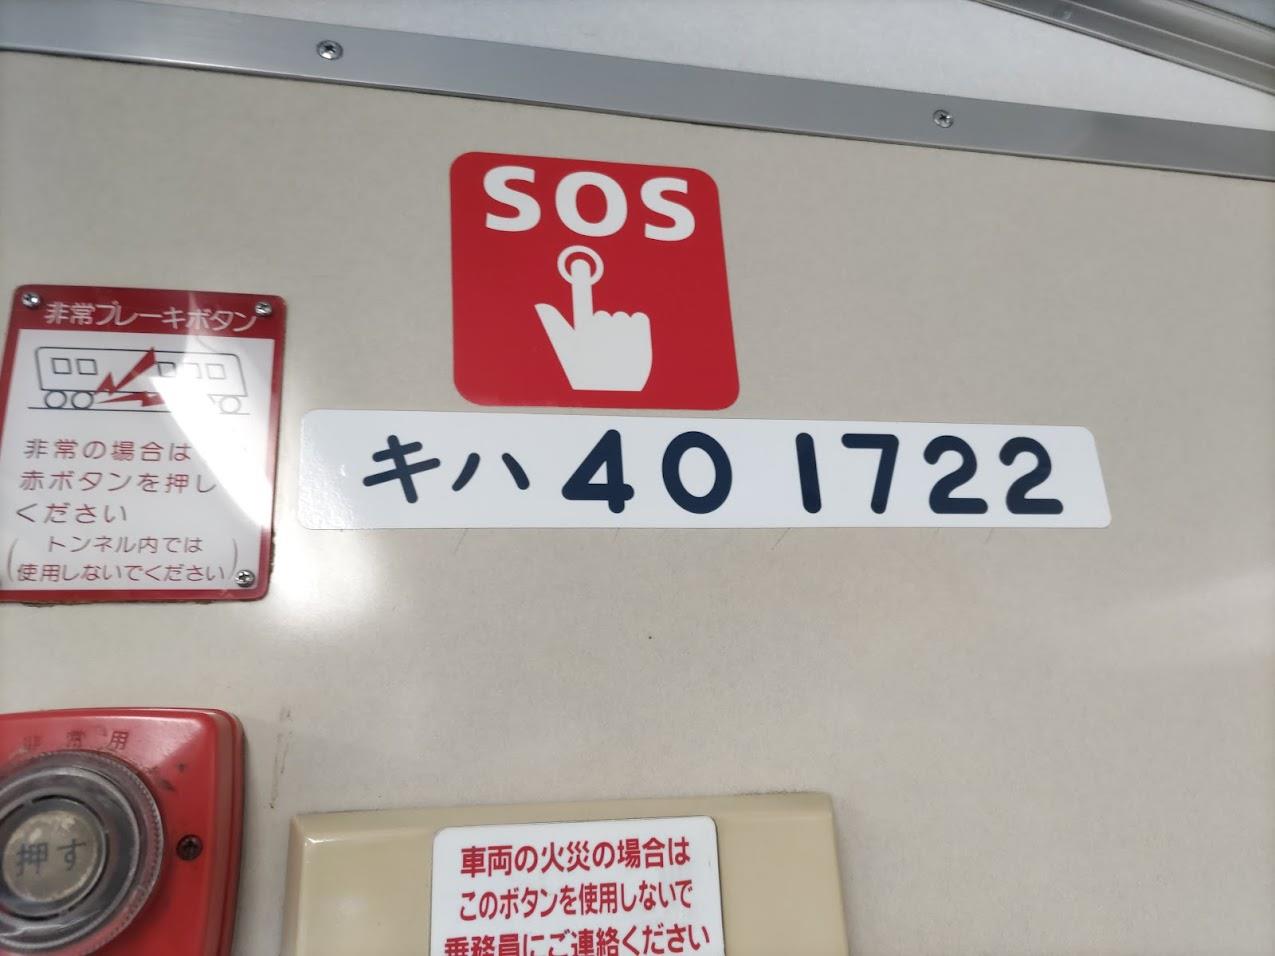 SOS
非常ブレーキボタン
非常の場合は
赤ボタンを押し
ください
(トンネル内では
使用しないでください)
キハ 40 1722
非常用
押す
車両の火災の場合は
このボタンを使用しないで
乗務員にご連絡ください